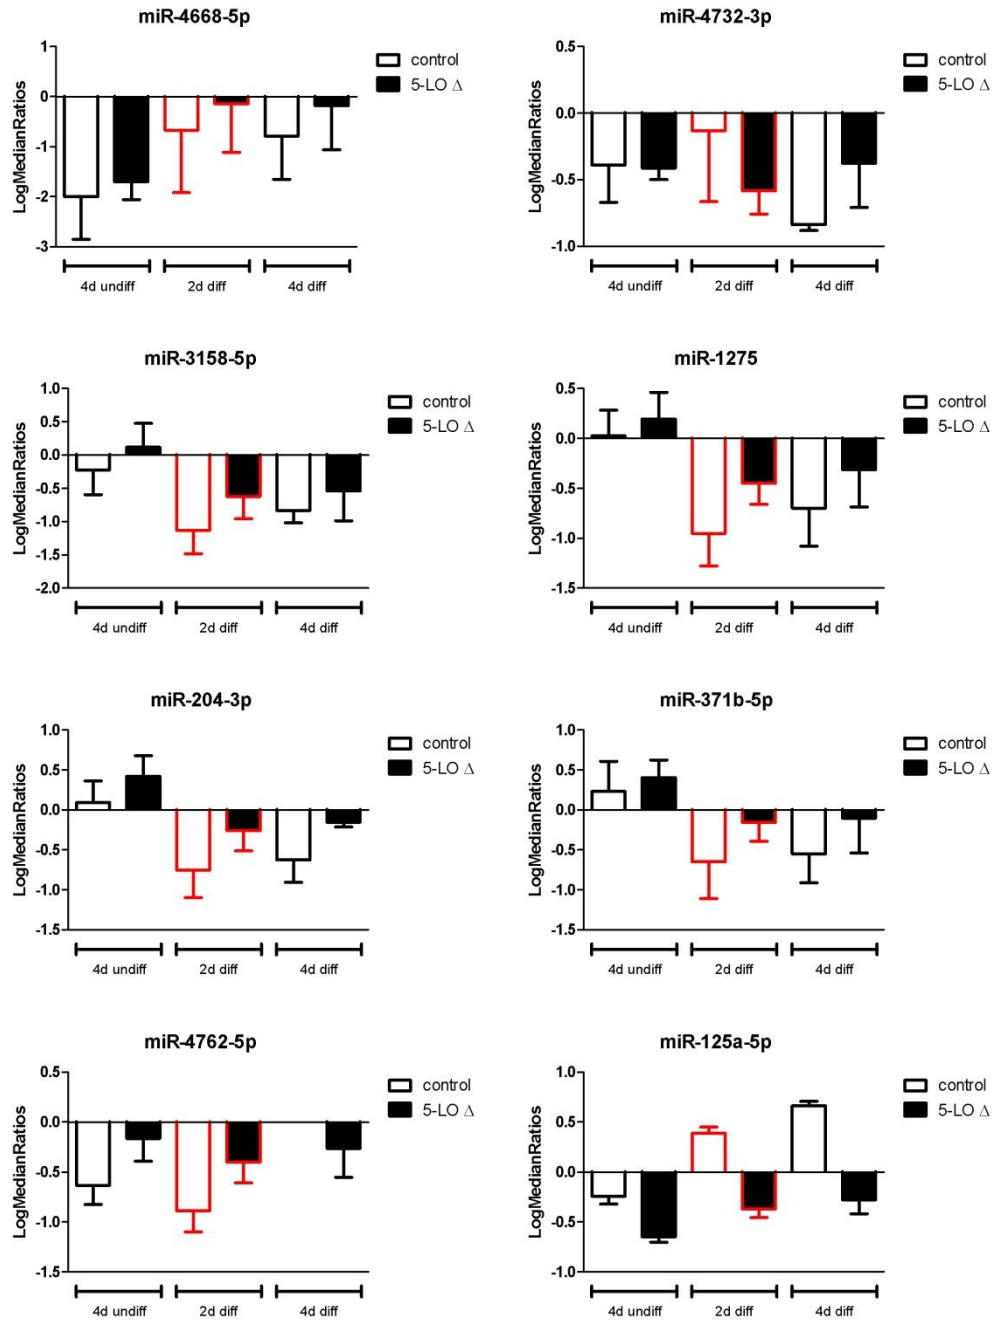 miR-4668-5p
control
5-LO Δ
LogMedianRatios
1
0
-1
-2
-3
4d undiff
2d diff
4d diff
miR-4732-3p
control
5-LO Δ
LogMedianRatios
0.5
0.0
-0.5
-1.0
4d undiff
2d diff
4d diff
miR-3158-5p
control
5-LO Δ
LogMedianRatios
1.0
0.5
0.0
-0.5
-1.0
-1.5
-2.0
4d undiff
2d diff
4d diff
miR-1275
control
5-LO Δ
LogMedianRatios
0.5
0.0
-0.5
-1.0
-1.5
4d undiff
2d diff
4d diff
miR-204-3p
control
5-LO Δ
LogMedianRatios
1.0
0.5
0.0
-0.5
-1.0
-1.5
4d undiff
2d diff
4d diff
miR-371b-5p
control
5-LO Δ
LogMedianRatios
1.0
0.5
0.0
-0.5
-1.0
-1.5
4d undiff
2d diff
4d diff
miR-4762-5p
control
5-LO Δ
LogMedianRatios
0.5
0.0
-0.5
-1.0
-1.5
4d undiff
2d diff
4d diff
miR-125a-5p
control
5-LO Δ
LogMedianRatios
1.0
0.5
0.0
-0.5
-1.0
4d undiff
2d diff
4d diff